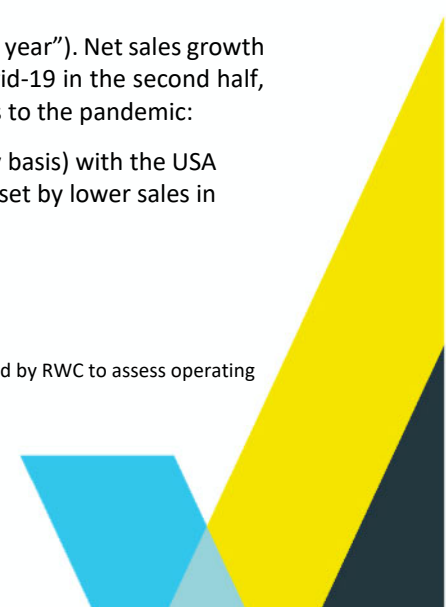 year”). Net sales growth
id-19 in the second half,
s to the pandemic:
y basis) with the USA
set by lower sales in
d by RWC to assess operating